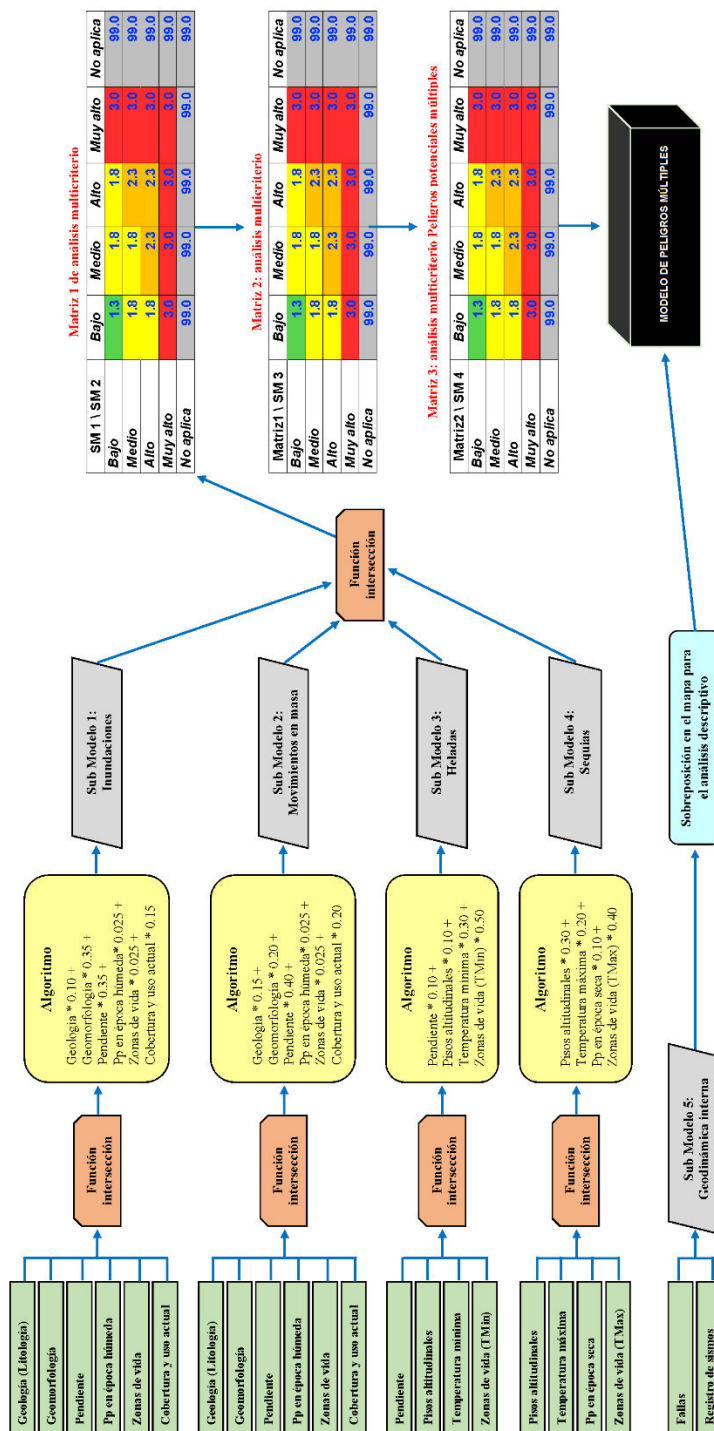 Geología (Litología)
Geomorfología
Pendiente
Pp en época húmeda
Zonas de vida
Cobertura y uso actual
Función
intersección
Algoritmo
Geología * 0.10 +
Geomorfología * 0.35 +
Pendiente * 0.35 +
Pp en época húmeda* 0.025 +
Zonas de vida * 0.025 +
Cobertura y uso actual * 0.15
Sub Modelo 1:
Inundaciones
Geología (Litología)
Geomorfología
Pendiente
Pp en época húmeda
Zonas de vida
Cobertura y uso actual
Función
intersección
Algoritmo
Geología * 0.15 +
Geomorfología * 0.20 +
Pendiente * 0.40 +
Pp en época húmeda* 0.025 +
Zonas de vida * 0.025 +
Cobertura y uso actual * 0.20
Sub Modelo 2:
Movimientos en masa
Pendiente
Pisos altitudinales
Temperatura mínima
Zonas de vida (TMin)
Función
intersección
Algoritmo
Pendiente * 0.10 +
Pisos altitudinales * 0.10 +
Temperatura mínima * 0.30 +
Zonas de vida (TMin) * 0.50
Sub Modelo 3:
Heladas
Pisos altitudinales
Temperatura máxima
Pp en época seca
Zonas de vida (TMax)
Función
intersección
Algoritmo
Pisos altitudinales * 0.30 +
Temperatura máxima * 0.20 +
Pp en época seca * 0.10 +
Zonas de vida (TMax) * 0.40
Sub Modelo 4:
Sequías
Fallas
Registro de sismos
Sub Modelo 5:
Geodinámica interna
Sobreposición en el mapa para
el análisis descriptivo
Función
intersección
Matriz 1 de análisis multicriterio
SM 1 \ SM 2 Bajo Medio Alto Muy alto No aplica
Bajo 1.3 1.8 1.8 3.0 99.0
Medio 1.8 1.8 2.3 3.0 99.0
Alto 1.8 2.3 2.3 3.0 99.0
Muy alto 3.0 3.0 3.0 3.0 99.0
No aplica 99.0 99.0 99.0 99.0 99.0
Matriz 2: análisis multicriterio
Matriz1 \ SM 3 Bajo Medio Alto Muy alto No aplica
Bajo 1.3 1.8 1.8 3.0 99.0
Medio 1.8 1.8 2.3 3.0 99.0
Alto 1.8 2.3 2.3 3.0 99.0
Muy alto 3.0 3.0 3.0 3.0 99.0
No aplica 99.0 99.0 99.0 99.0 99.0
Matriz 3: análisis multicriterio Peligros potenciales múltiples
Matriz2 \ SM 4 Bajo Medio Alto Muy alto No aplica
Bajo 1.3 1.8 1.8 3.0 99.0
Medio 1.8 1.8 2.3 3.0 99.0
Alto 1.8 2.3 2.3 3.0 99.0
Muy alto 3.0 3.0 3.0 3.0 99.0
No aplica 99.0 99.0 99.0 99.0 99.0
MODELO DE PELIGROS MÚLTIPLES